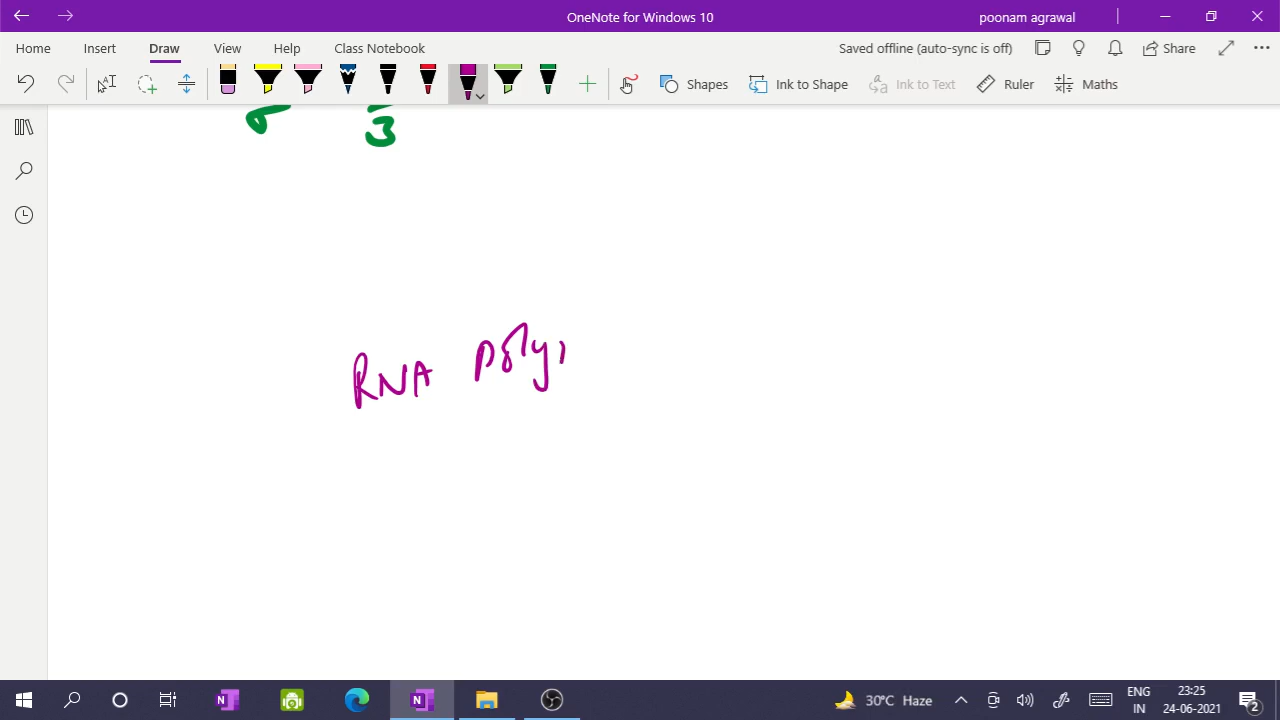 OneNote for Windows 10
poonam agrawal
Home Insert Draw View Help Class Notebook
Saved offline (auto-sync is off)
Share
Shapes Ink to Shape Ink to Text Ruler Maths
3
RNA poly
30°C Haze
ENG
IN
23:25
24-06-2021
2